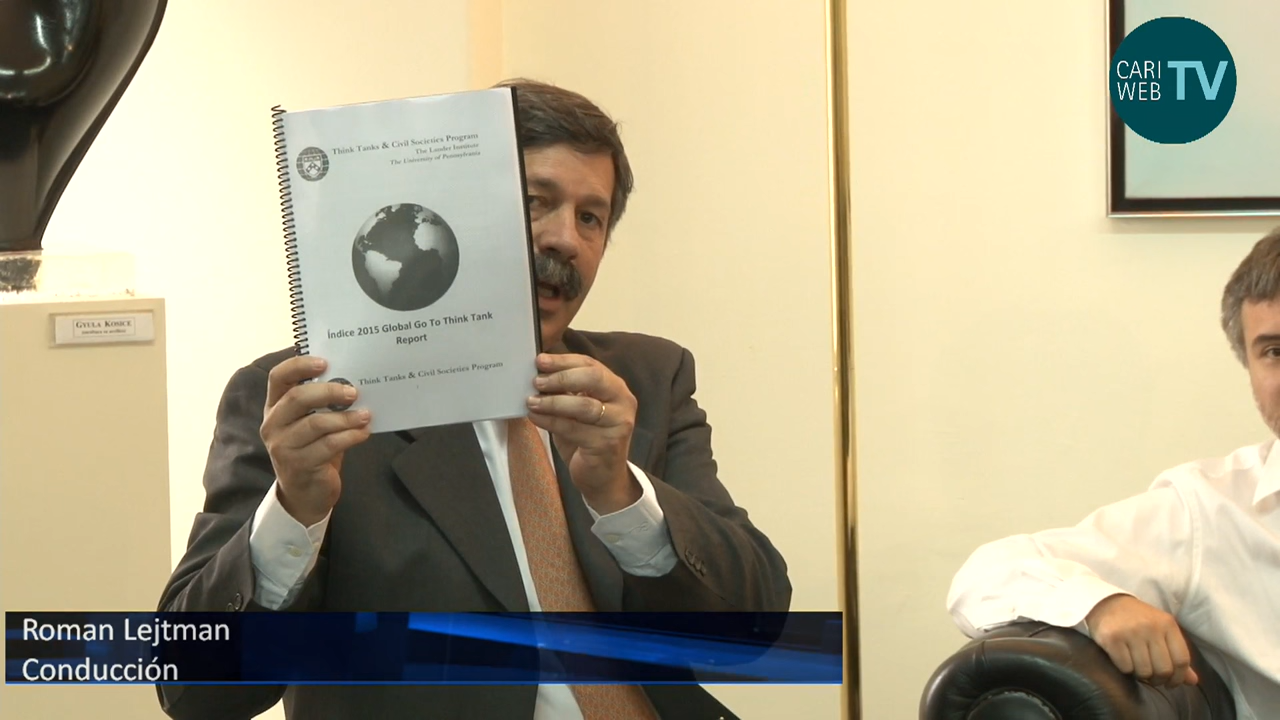 CARI
WEB TV
Think Tanks & Civil Societies Program
The Lauder Institute
The University of Pennsylvania
GYULA KOSICE
Índice 2015 Global Go To Think Tank
Report
Think Tanks & Civil Societies Program
Roman Lejtman
Conducción